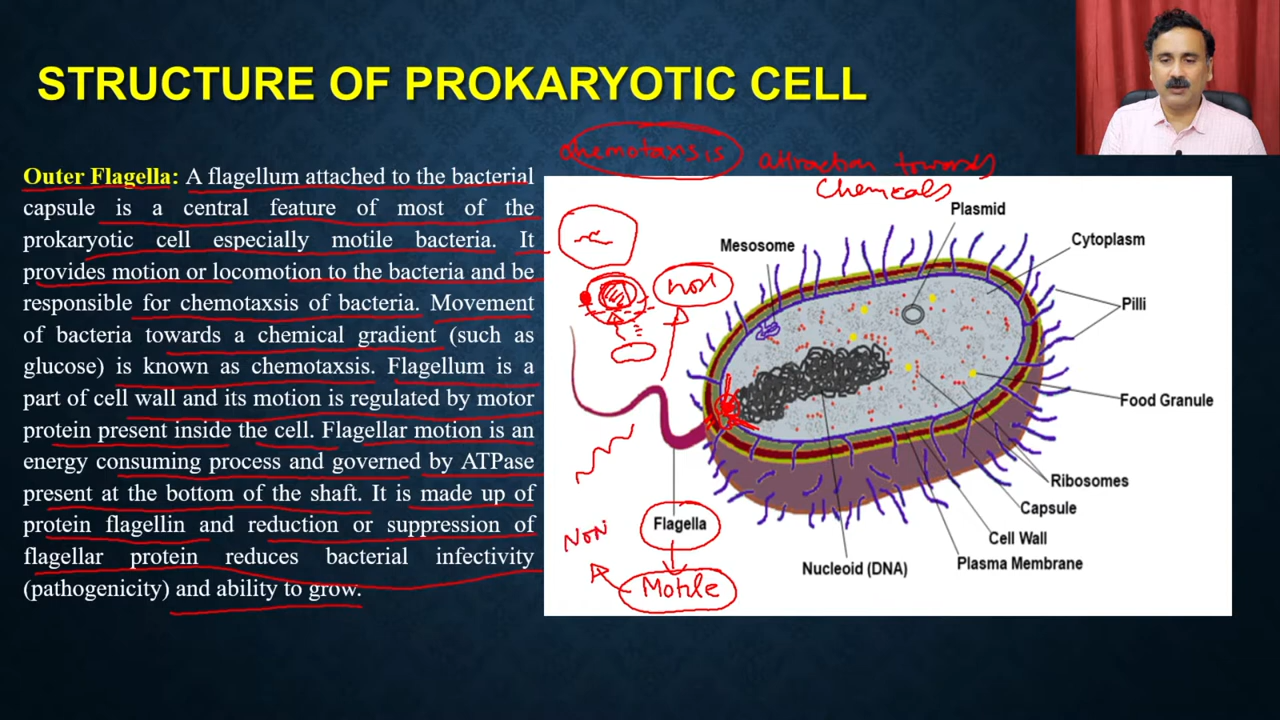 STRUCTURE OF PROKARYOTIC CELL
Outer Flagella: A flagellum attached to the bacterial
capsule is a central feature of most of the
prokaryotic cell especially motile bacteria. It
provides motion or locomotion to the bacteria and be
responsible for chemotaxsis of bacteria. Movement
of bacteria towards a chemical gradient (such as
glucose) is known as chemotaxsis. Flagellum is a
part of cell wall and its motion is regulated by motor
protein present inside the cell. Flagellar motion is an
energy consuming process and governed by ATPase
present at the bottom of the shaft. It is made up of
protein flagellin and reduction or suppression of
flagellar protein reduces bacterial infectivity
(pathogenicity) and ability to grow.
chemotaxisis attraction towards
Chemicals
Plasmid
Mesosome
Cytoplasm
Pilli
Food Granule
Ribosomes
Capsule
Cell Wall
Plasma Membrane
Nucleoid (DNA)
Flagella
NON
Motile